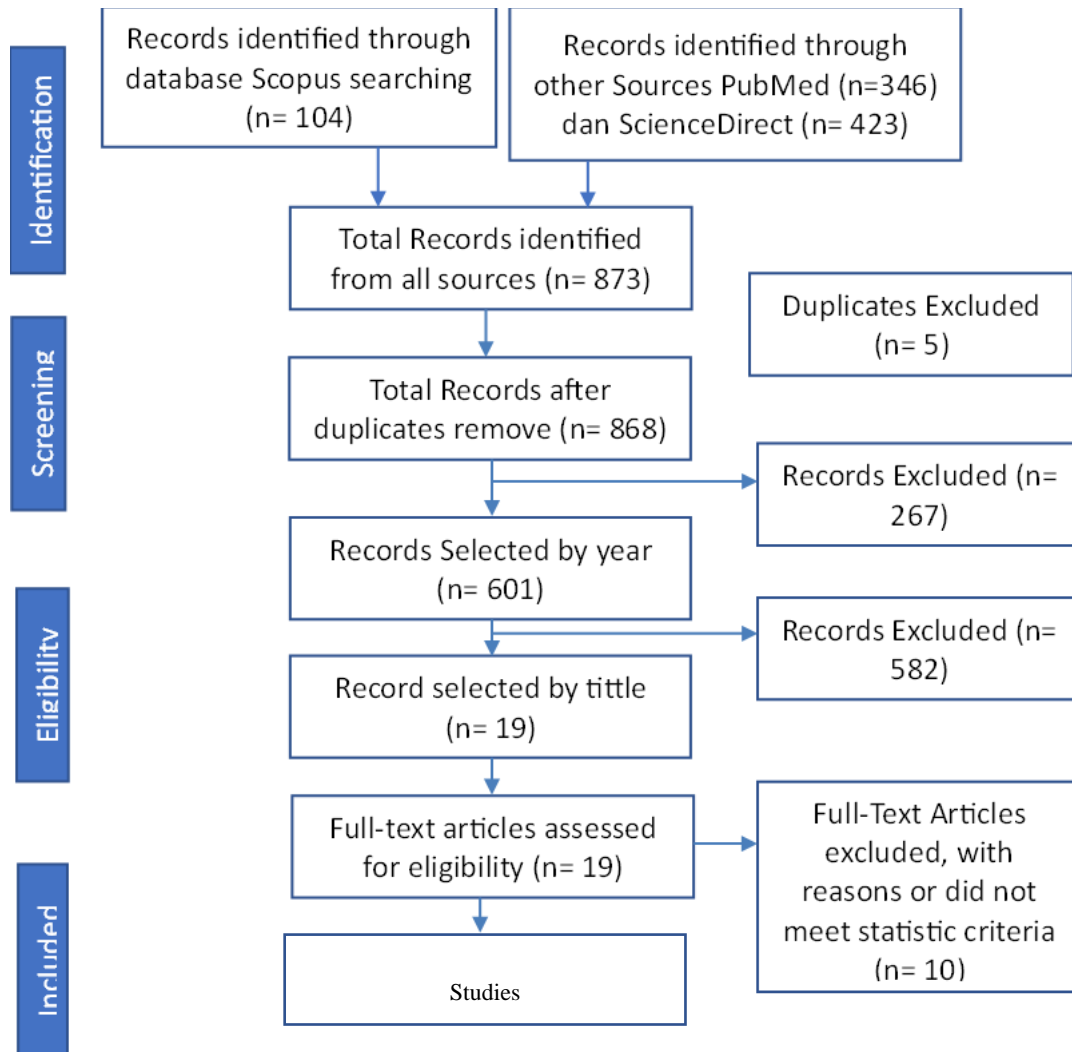 Records identified through
database Scopus searching
(n= 104)
Records identified through
other Sources PubMed (n=346)
dan ScienceDirect (n= 423)
Identification
Total Records identified
from all sources (n= 873)
Duplicates Excluded
(n= 5)
Screening
Total Records after
duplicates remove (n= 868)
Records Excluded (n=
267)
Records Selected by year
(n= 601)
Records Excluded (n=
582)
Eligibility
Record selected by tittle
(n= 19)
Full-text articles assessed
for eligibility (n= 19)
Full-Text Articles
excluded, with
reasons or did not
meet statistic criteria
(n= 10)
Included
Studies